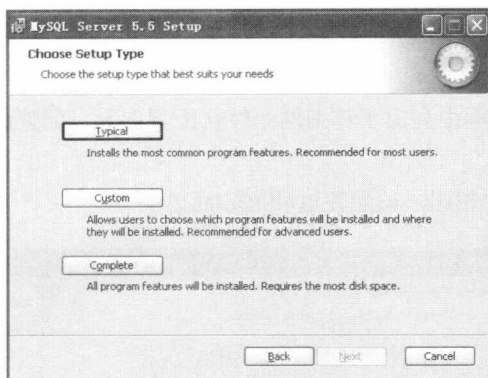 MySQL Server 5.5 Setup
Choose Setup Type
Choose the setup type that best suits your needs
Typical
Installs the most common program features. Recommended for most users.
Custom
Allows users to choose which program features will be installed and where
they will be installed. Recommended for advanced users.
Complete
All program features will be installed. Requires the most disk space.
Back
Next
Cancel